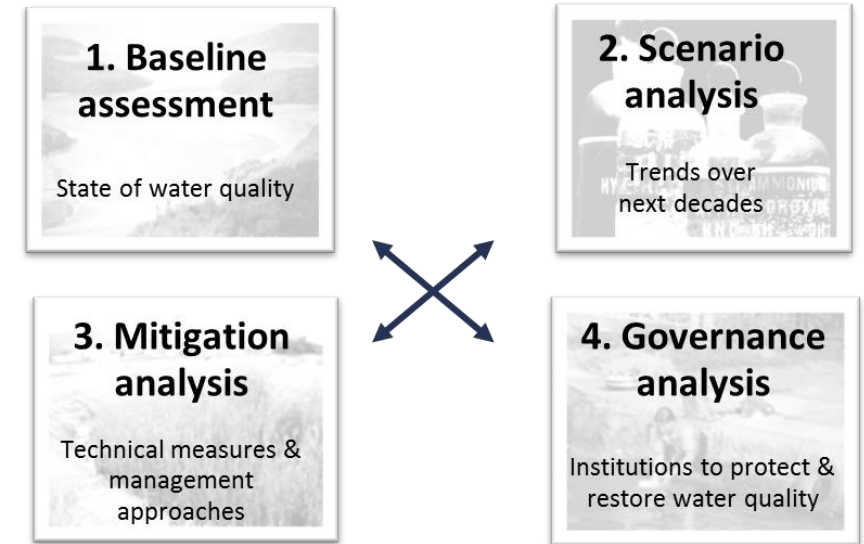 1. Baseline
assessment
State of water quality
2. Scenario
analysis
Trends over
next decades
AMMONIUM
3. Mitigation
analysis
Technical measures &
management
approaches
4. Governance
analysis
Institutions to protect &
restore water quality